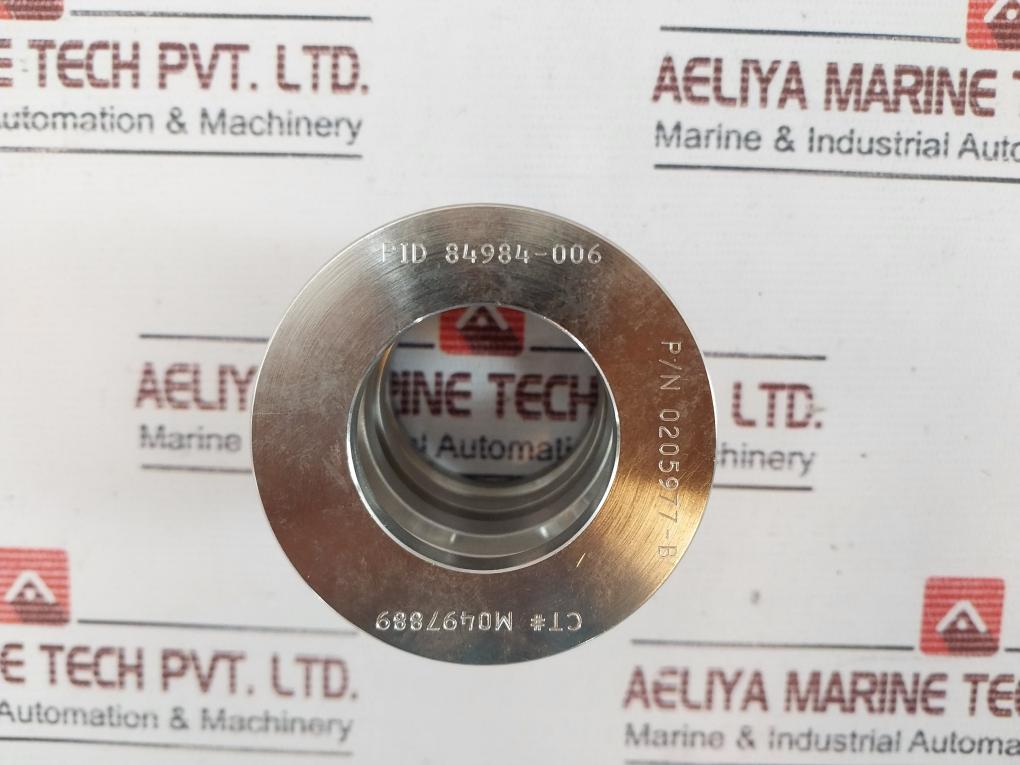 E TECH PVT. LTD.
Automation & Machinery
AELIYA MARINE T
Marine & Industrial Auto
PID 84984-006
P/N 0205977-B
CT# M0497889
AELIY INE TECH LTD.
Marine Automati hinery
E TECH PVT. LTD.
Automation & Machinery
AELIYA MARINE TE
Marine & Industrial Automa